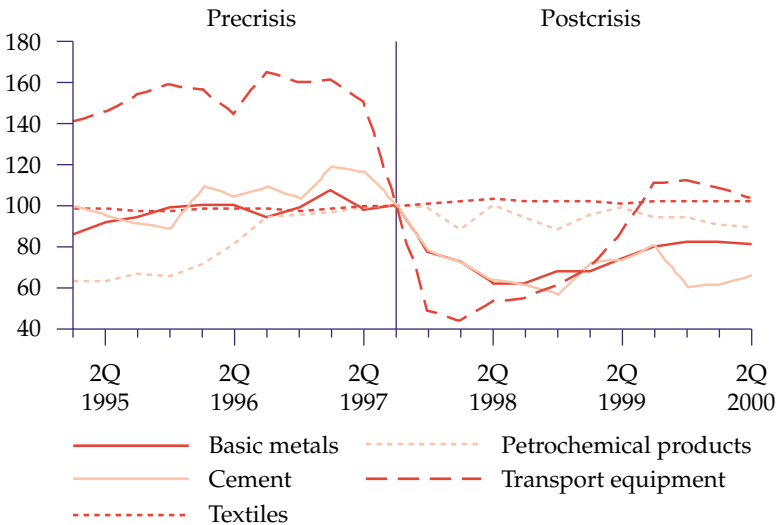 Precrisis Postcrisis
180
160
140
120
100
80
60
40
2Q 2Q 2Q 2Q 2Q 2Q
1995 1996 1997 1998 1999 2000
Basic metals Petrochemical products
Cement Transport equipment
Textiles